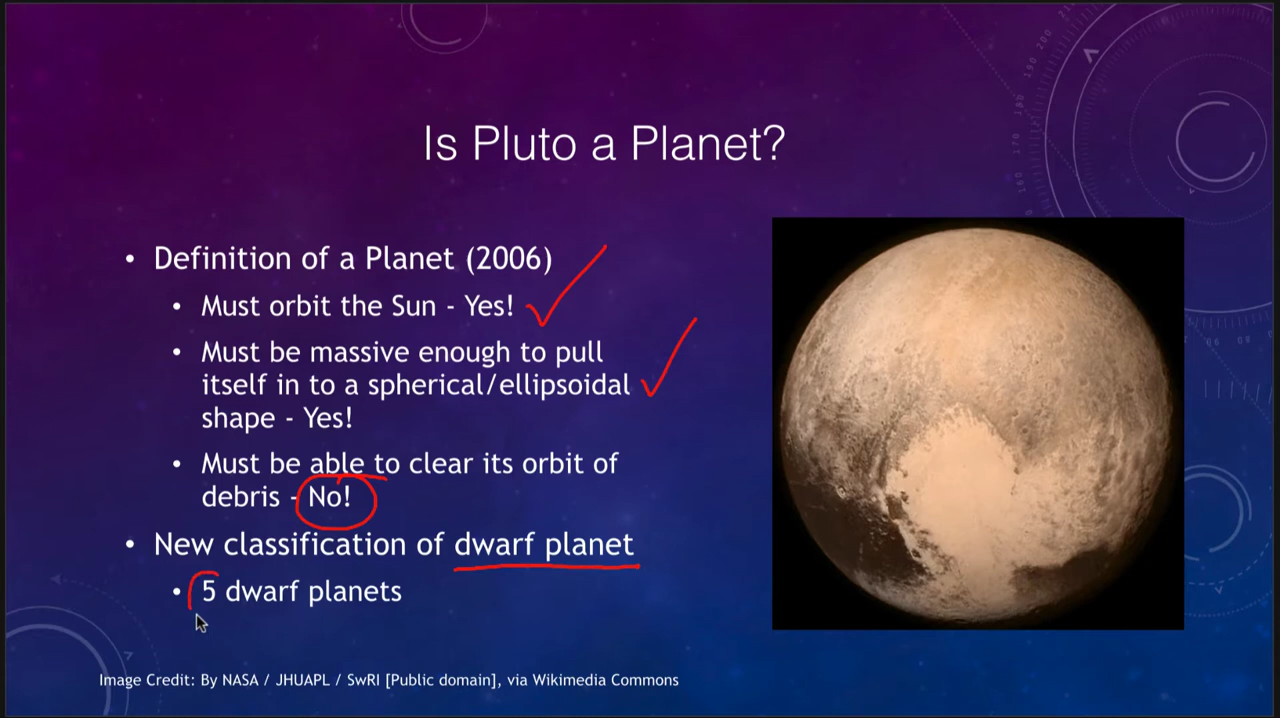 Is Pluto a Planet?
• Definition of a Planet (2006)
• Must orbit the Sun - Yes!
• Must be massive enough to pull
itself in to a spherical/ellipsoidal
shape - Yes!
• Must be able to clear its orbit of
debris - No!
• New classification of dwarf planet
• 5 dwarf planets
Image Credit: By NASA / JHUAPL / SwRI [Public domain], via Wikimedia Commons